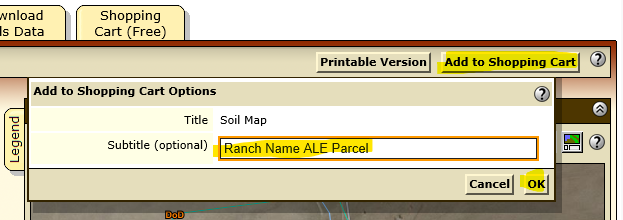 wnload
ls Data
Shopping
Cart (Free)
Printable Version
Add to Shopping Cart
?
Add to Shopping Cart Options
?
Title
Soil Map
Subtitle (optional)
Ranch Name ALE Parcel
Legend
?
Cancel
OK
DoD